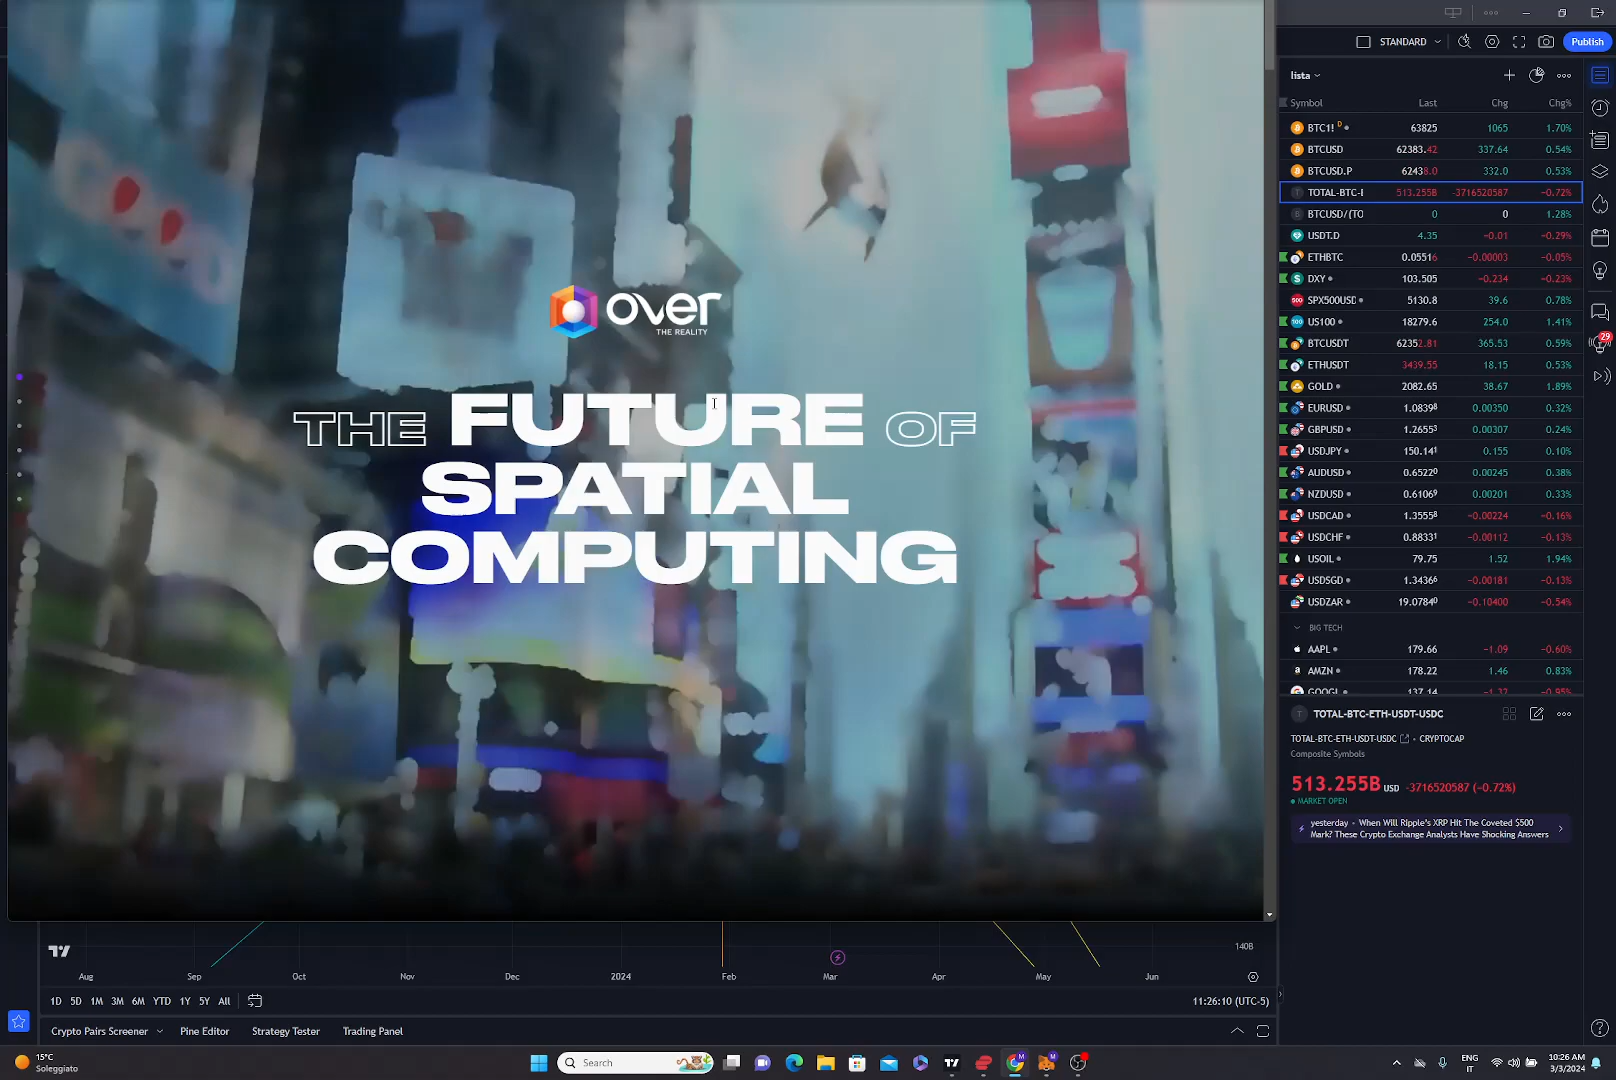 STANDARD
Publish
lista
Symbol Last Chg Chg%
BTC1! D 63825 1065 1.70%
BTCUSD 62383.42 337.64 0.54%
BTCUSD.P 62438.0 332.0 0.53%
TOTAL-BTC-I 513.255B -3716520587 -0.72%
BTCUSD/(TO 0 0 1.28%
USDT.D 4.35 -0.01 -0.29%
ETHBTC 0.05516 -0.00003 -0.05%
DXY 103.505 -0.234 -0.23%
SPX500USD 5130.8 39.6 0.78%
US100 18279.6 254.0 1.41%
BTCUSDT 62352.81 365.53 0.59%
ETHUSDT 3439.55 18.15 0.53%
GOLD 2082.65 38.67 1.89%
EURUSD 1.08398 0.00350 0.32%
GBPUSD 1.26553 0.00307 0.24%
USDJPY 150.141 0.155 0.10%
AUDUSD 0.65220 0.00245 0.38%
NZDUSD 0.61069 0.00201 0.33%
USDCAD 1.35558 -0.00224 -0.16%
USDCHF 0.88331 -0.00112 -0.13%
USOIL 79.75 1.52 1.94%
USDSGD 1.34366 -0.00181 -0.13%
USDZAR 19.07840 -0.10400 -0.54%
BIG TECH
AAPL 179.66 -1.09 -0.60%
AMZN 178.22 1.46 0.83%
GOOGL 137.14 -1.32 -0.95%
TOTAL-BTC-ETH-USDT-USDC
TOTAL-BTC-ETH-USDT-USDC • CRYPTOCAP
Composite Symbols
513.255B USD -3716520587 (-0.72%)
MARKET OPEN
yesterday • When Will Ripple's XRP Hit The Coveted $500
Mark? These Crypto Exchange Analysts Have Shocking Answers
29
over
THE REALITY
THE FUTURE OF
SPATIAL
COMPUTING
140B
Aug Sep Oct Nov Dec 2024 Feb Mar Apr May Jun
1D 5D 1M 3M 6M YTD 1Y 5Y All
11:26:10 (UTC-5)
Crypto Pairs Screener Pine Editor Strategy Tester Trading Panel
15°C
Soleggiato
Search
ENG
IT
10:26 AM
3/3/2024